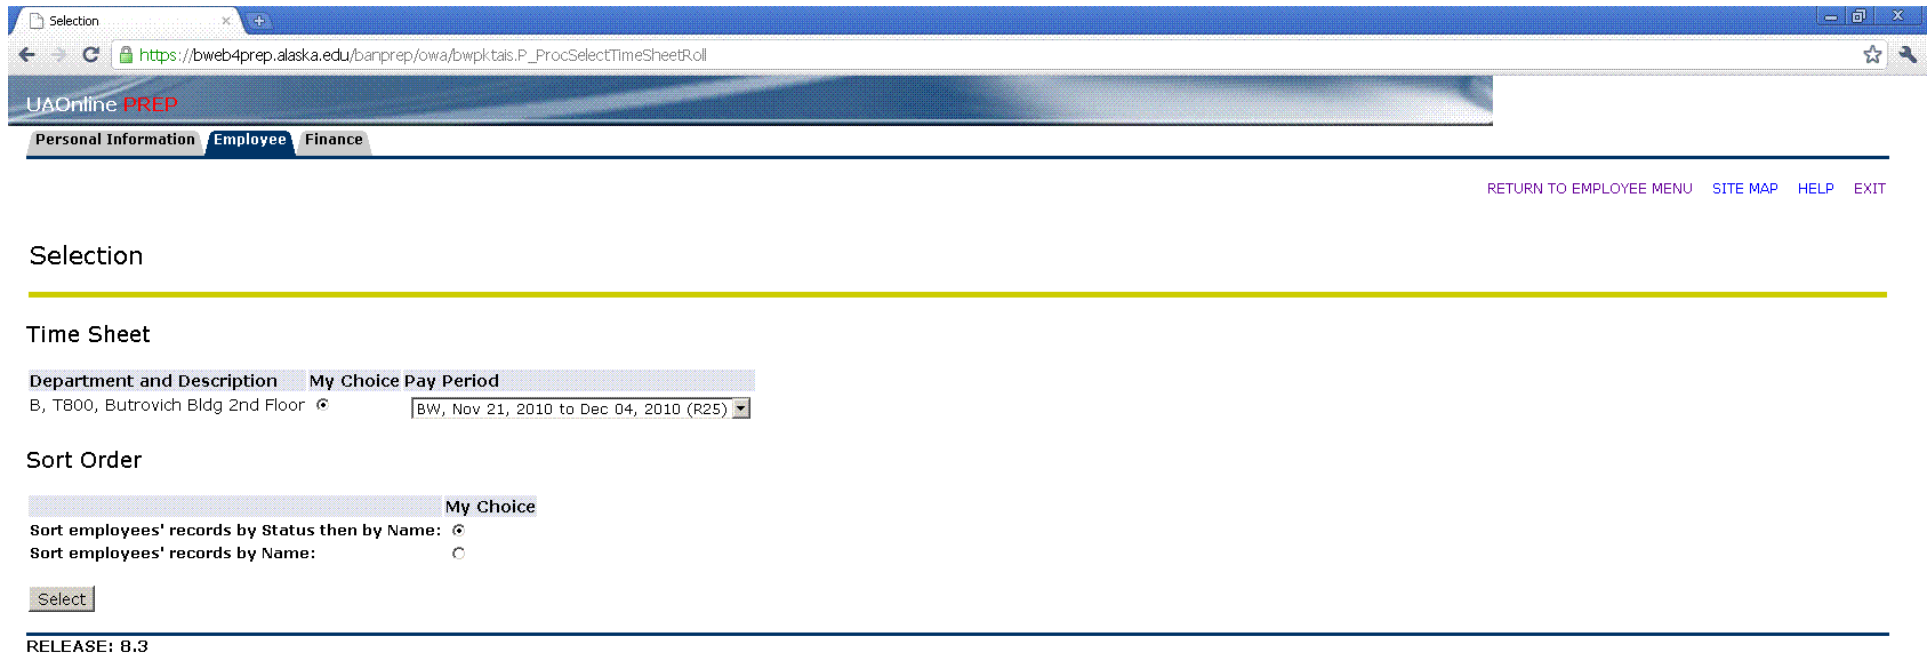 Selection
https://bweb4prep.alaska.edu/banprep/owa/bwpktais.P_ProcSelectTimeSheetRoll
UAOnline PREP
Personal Information Employee Finance
RETURN TO EMPLOYEE MENU SITE MAP HELP EXIT
Selection
Time Sheet
Department and Description My Choice Pay Period
B, T800, Butrovich Bldg 2nd Floor BW, Nov 21, 2010 to Dec 04, 2010 (R25)
Sort Order
My Choice
Sort employees' records by Status then by Name:
Sort employees' records by Name:
Select
RELEASE: 8.3